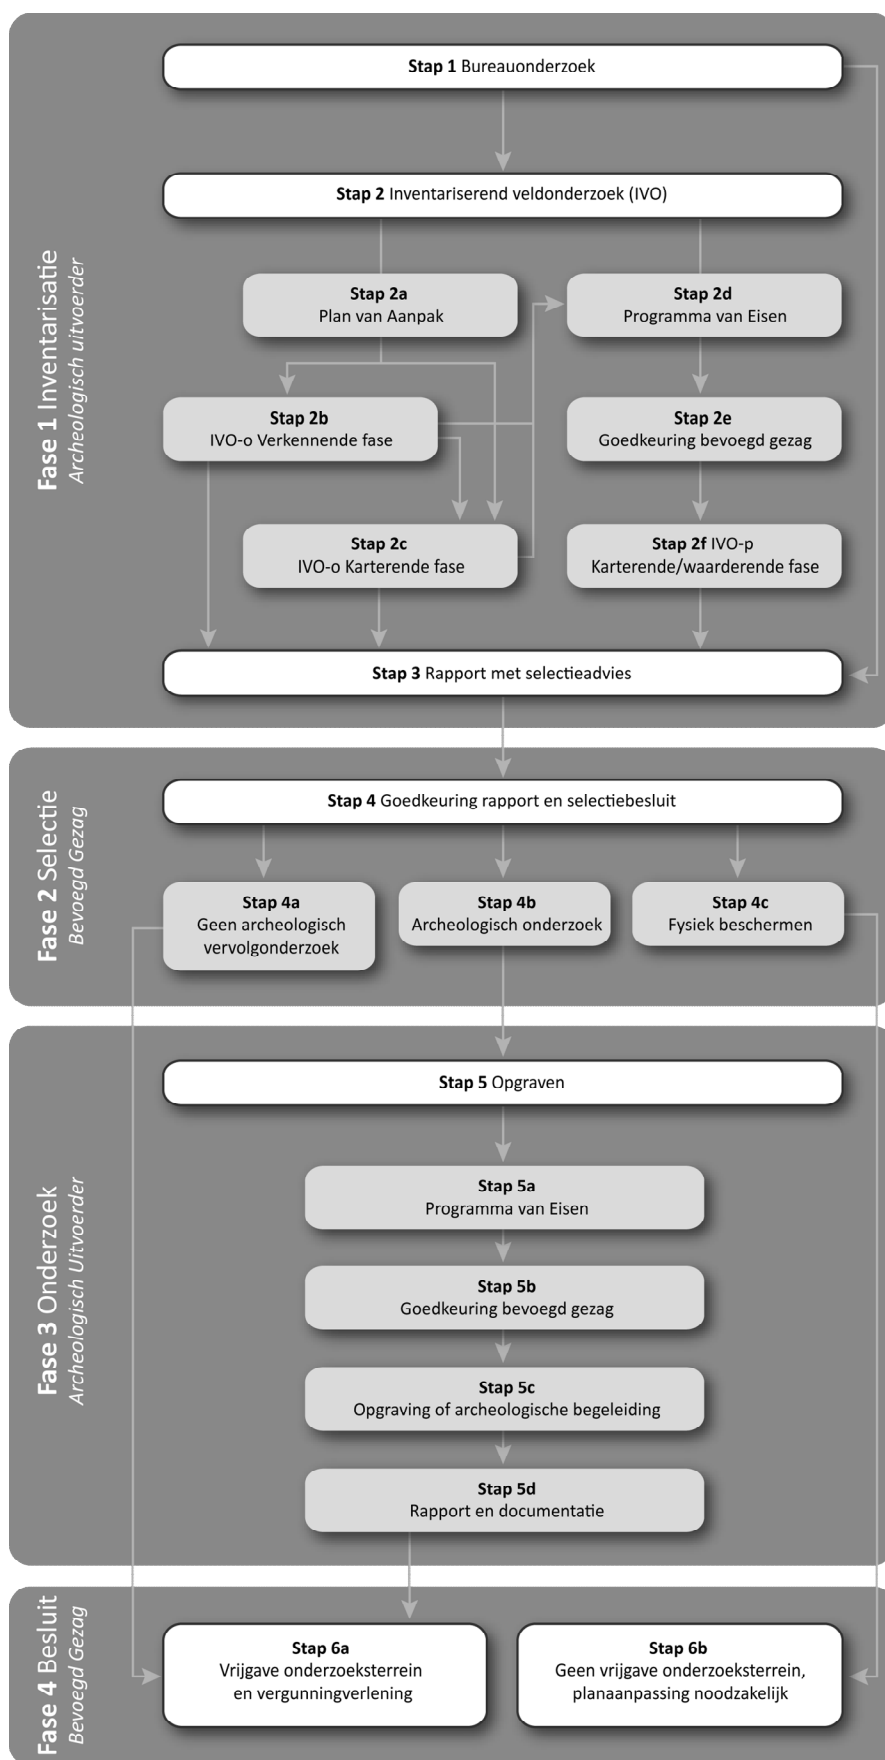 Fase 1 Inventarisatie
Archeologisch uitvoerder
Stap 1 Bureauonderzoek
Stap 2 Inventariserend veldonderzoek (IVO)
Stap 2a
Plan van Aanpak
Stap 2d
Programma van Eisen
Stap 2b
IVO-o Verkennende fase
Stap 2e
Goedkeuring bevoegd gezag
Stap 2c
IVO-o Karterende fase
Stap 2f IVO-p
Karterende/waarderende fase
Stap 3 Rapport met selectieadvies
Fase 2 Selectie
Bevoegd Gezag
Stap 4 Goedkeuring rapport en selectiebesluit
Stap 4a
Geen archeologisch
vervolgonderzoek
Stap 4b
Archeologisch onderzoek
Stap 4c
Fysiek beschermen
Fase 3 Onderzoek
Archeologisch Uitvoerder
Stap 5 Opgraven
Stap 5a
Programma van Eisen
Stap 5b
Goedkeuring bevoegd gezag
Stap 5c
Opgraving of archeologische begeleiding
Stap 5d
Rapport en documentatie
Fase 4 Besluit
Bevoegd Gezag
Stap 6a
Vrijgave onderzoeksterrein
en vergunningverlening
Stap 6b
Geen vrijgave onderzoeksterrein,
planaanpassing noodzakelijk